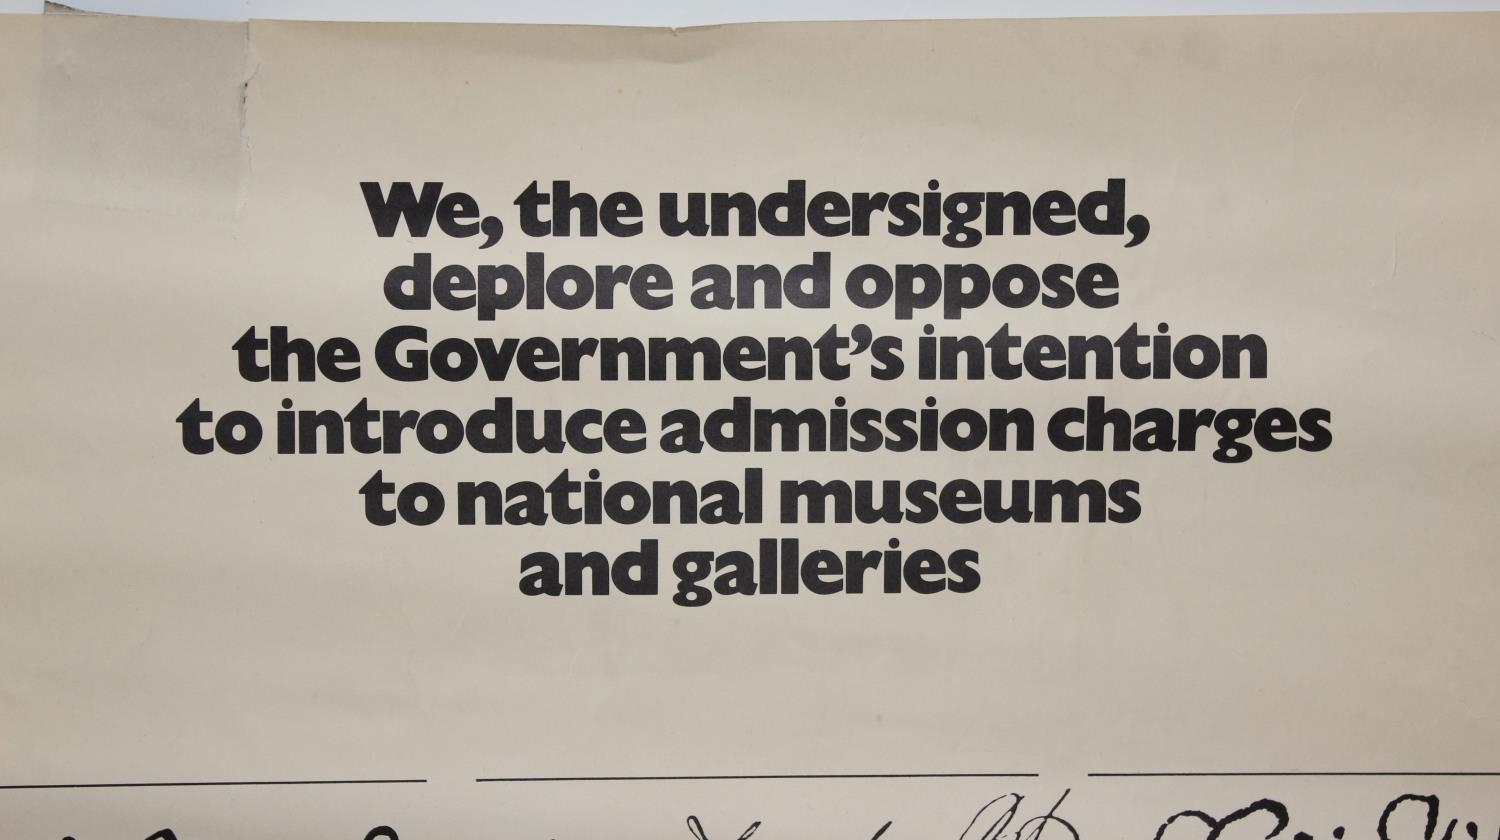 We, the undersigned,
deplore and oppose
the Government's intention
to introduce admission charges
to national museums
and galleries